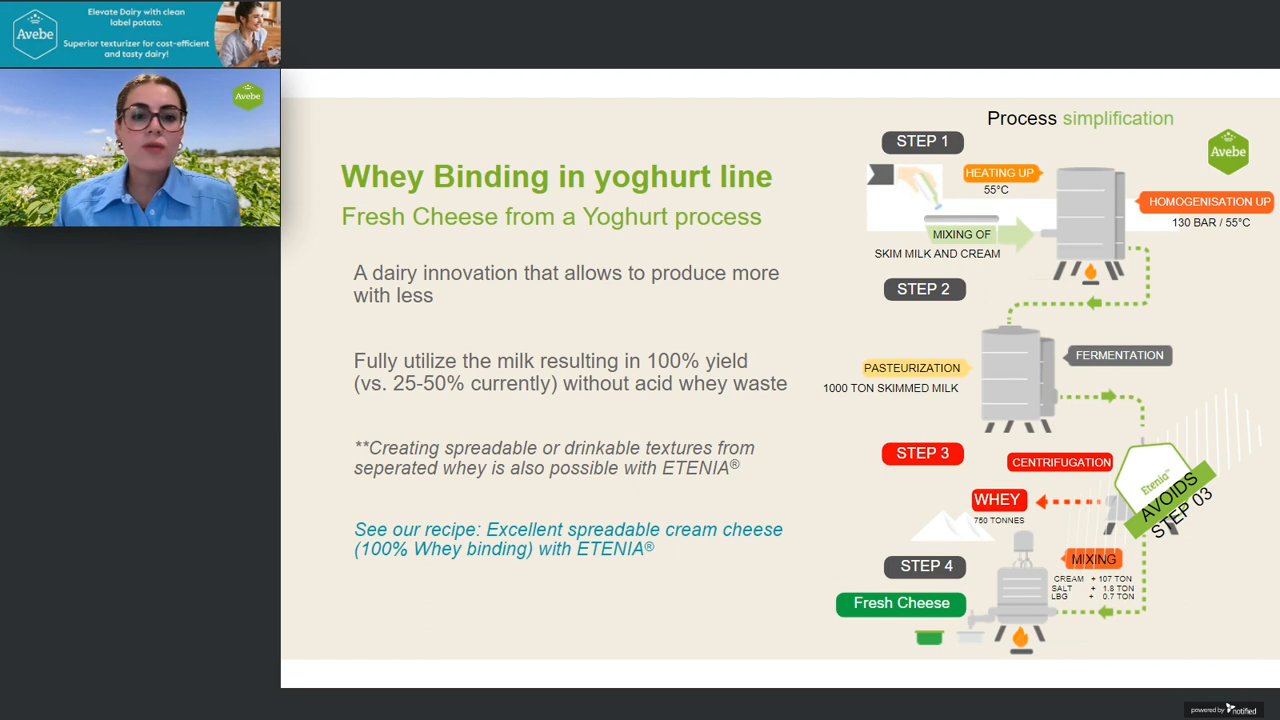 Elevate Dairy with clean
label potato.
Avebe
Superior texturizer for cost-efficient
and tasty dairy!
Avebe
Process simplification
STEP 1
Avebe
HEATING UP
55°C
HOMOGENISATION UP
130 BAR / 55°C
MIXING OF
SKIM MILK AND CREAM
Whey Binding in yoghurt line
Fresh Cheese from a Yoghurt process
A dairy innovation that allows to produce more
with less
Fully utilize the milk resulting in 100% yield
(vs. 25-50% currently) without acid whey waste
**Creating spreadable or drinkable textures from
seperated whey is also possible with ETENIA®
See our recipe: Excellent spreadable cream cheese
(100% Whey binding) with ETENIA®
STEP 2
FERMENTATION
PASTEURIZATION
1000 TON SKIMMED MILK
STEP 3
CENTRIFUGATION
Etenia™
AVOIDS
STEP 03
WHEY
750 TONNES
STEP 4
MIXING
CREAM + 107 TON
SALT + 1.8 TON
LBG + 0.7 TON
Fresh Cheese
powered by notified